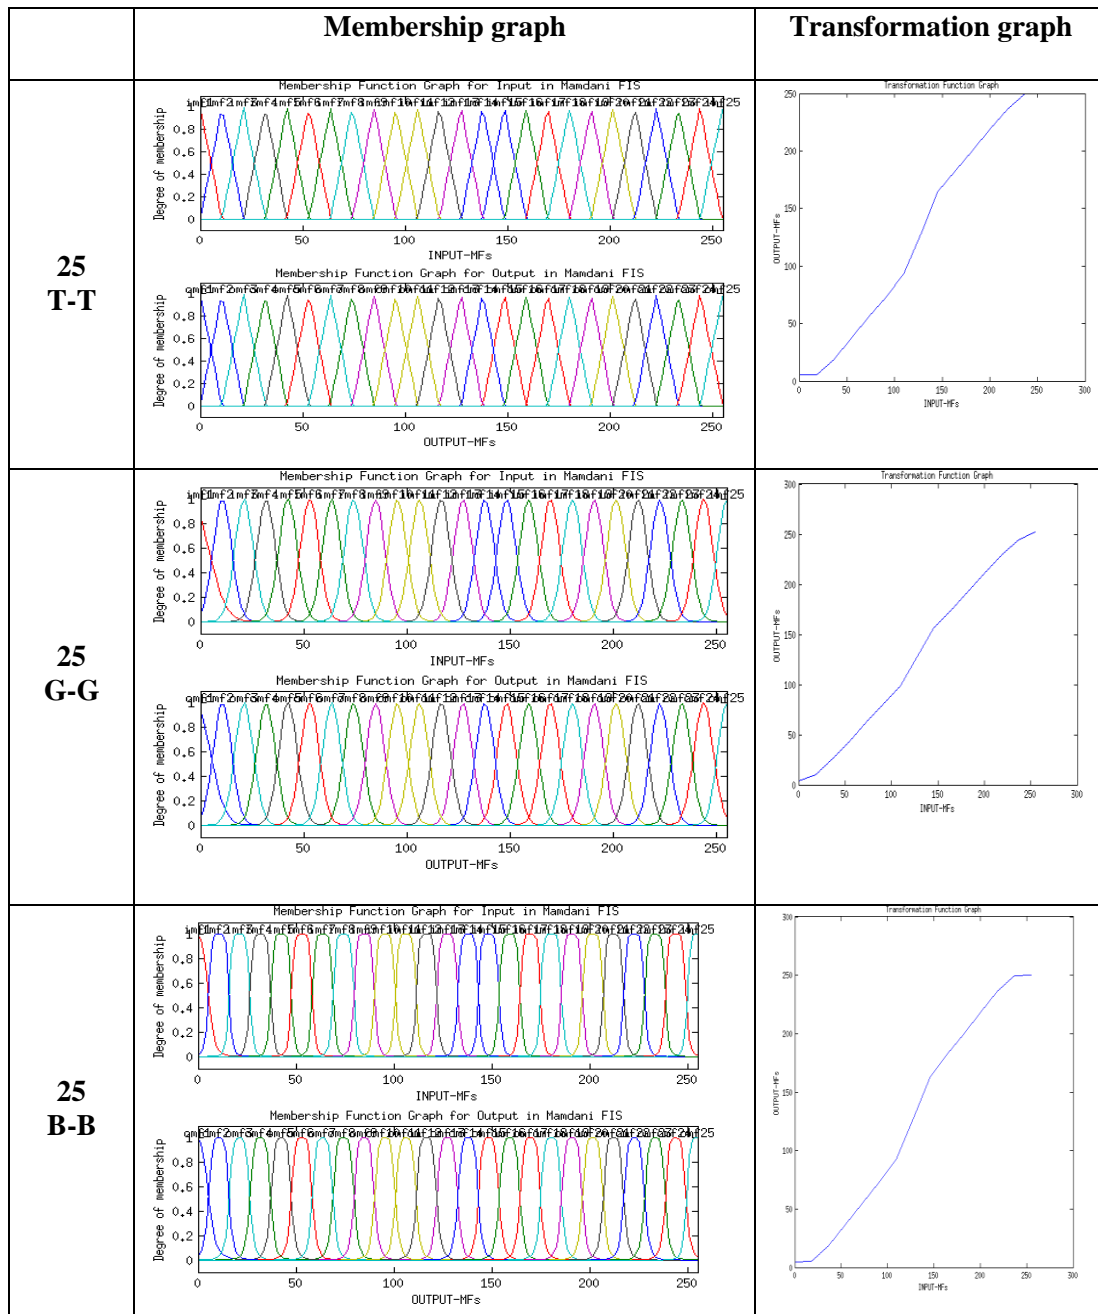 Membership graph
Transformation graph
25
T-T
Membership Function Graph for Input in Mamdani FIS
Degree of membership
1
0.8
0.6
0.4
0.2
0
0 50 100 150 200 250
INPUT-MFs
Membership Function Graph for Output in Mamdani FIS
Degree of membership
1
0.8
0.6
0.4
0.2
0
0 50 100 150 200 250
OUTPUT-MFs
Transformation Function Graph
OUTPUT-MFs
250
200
150
100
50
0
0 50 100 150 200 250 300
INPUT-MFs
25
G-G
Membership Function Graph for Input in Mamdani FIS
Degree of membership
1
0.8
0.6
0.4
0.2
0
0 50 100 150 200 250
INPUT-MFs
Membership Function Graph for Output in Mamdani FIS
Degree of membership
1
0.8
0.6
0.4
0.2
0
0 50 100 150 200 250
OUTPUT-MFs
Transformation Function Graph
OUTPUT-MFs
300
250
200
150
100
50
0
0 50 100 150 200 250 300
INPUT-MFs
25
B-B
Membership Function Graph for Input in Mamdani FIS
Degree of membership
1
0.8
0.6
0.4
0.2
0
0 50 100 150 200 250
INPUT-MFs
Membership Function Graph for Output in Mamdani FIS
Degree of membership
1
0.8
0.6
0.4
0.2
0
0 50 100 150 200 250
OUTPUT-MFs
Transformation Function Graph
OUTPUT-MFs
300
250
200
150
100
50
0
0 50 100 150 200 250 300
INPUT-MFs